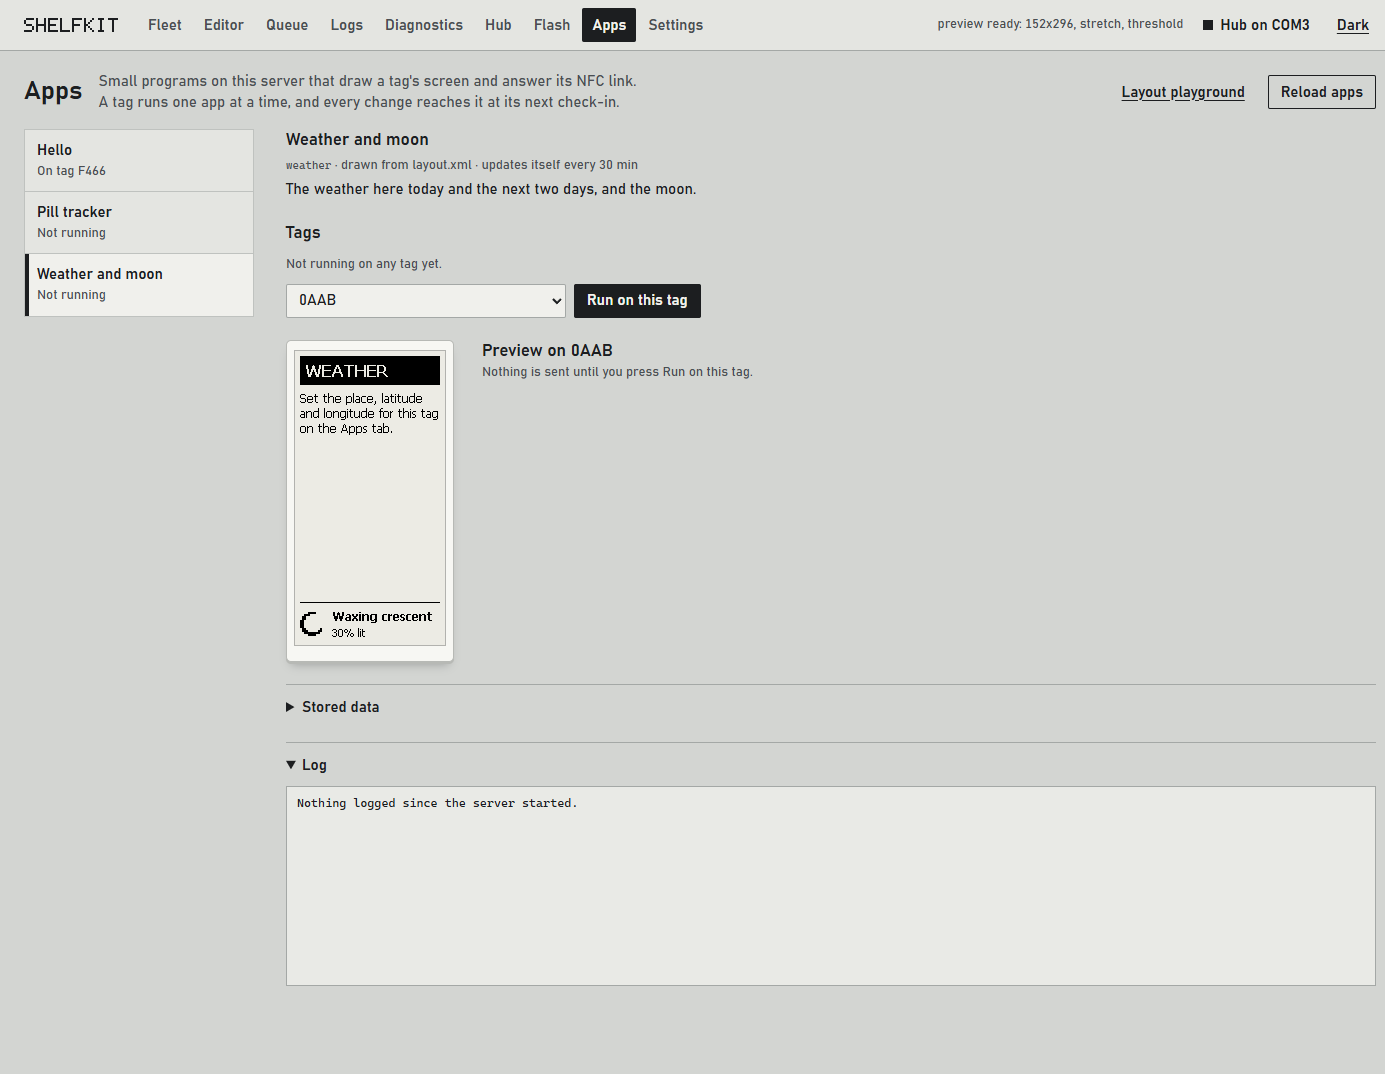 SHELFKIT Fleet Editor Queue Logs Diagnostics Hub Flash Apps Settings preview ready: 152x296, stretch, threshold Hub on COM3 Dark
Apps
Small programs on this server that draw a tag's screen and answer its NFC link.
A tag runs one app at a time, and every change reaches it at its next check-in.
Layout playground
Reload apps
Hello
On tag F466
Pill tracker
Not running
Weather and moon
Not running
Weather and moon
weather · drawn from layout.xml · updates itself every 30 min
The weather here today and the next two days, and the moon.
Tags
Not running on any tag yet.
0AAB
Run on this tag
WEATHER
Set the place, latitude
and longitude for this tag
on the Apps tab.
Waxing crescent
30% lit
Preview on 0AAB
Nothing is sent until you press Run on this tag.
Stored data
Log
Nothing logged since the server started.